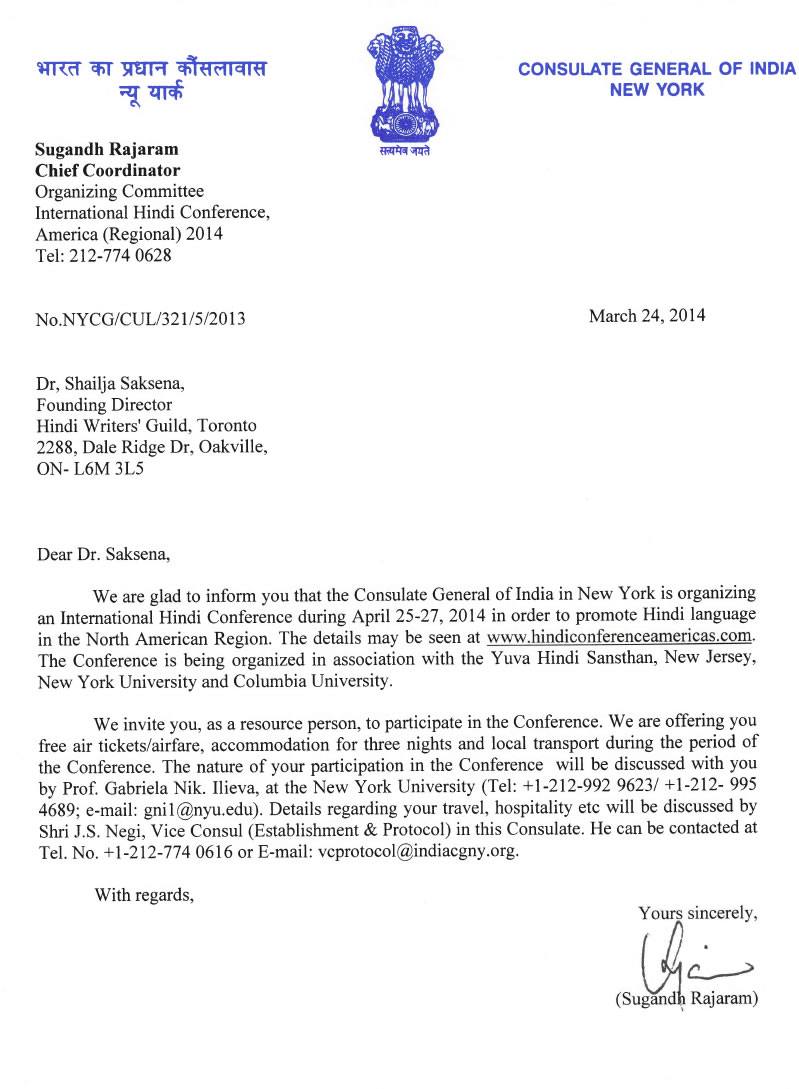 भारत का प्रधान कौंसलावास
न्यू यार्क
सत्यमेव जयते
CONSULATE GENERAL OF INDIA
NEW YORK
Sugandh Rajaram
Chief Coordinator
Organizing Committee
International Hindi Conference,
America (Regional) 2014
Tel: 212-774 0628
No.NYCG/CUL/321/5/2013
March 24, 2014
Dr, Shailja Saksena,
Founding Director
Hindi Writers' Guild, Toronto
2288, Dale Ridge Dr, Oakville,
ON- L6M 3L5
Dear Dr. Saksena,
We are glad to inform you that the Consulate General of India in New York is organizing
an International Hindi Conference during April 25-27, 2014 in order to promote Hindi language
in the North American Region. The details may be seen at www.hindiconferenceamericas.com.
The Conference is being organized in association with the Yuva Hindi Sansthan, New Jersey,
New York University and Columbia University.
We invite you, as a resource person, to participate in the Conference. We are offering you
free air tickets/airfare, accommodation for three nights and local transport during the period of
the Conference. The nature of your participation in the Conference will be discussed with you
by Prof. Gabriela Nik. Ilieva, at the New York University (Tel: +1-212-992 9623/ +1-212- 995
4689; e-mail: gni1@nyu.edu). Details regarding your travel, hospitality etc will be discussed by
Shri J.S. Negi, Vice Consul (Establishment & Protocol) in this Consulate. He can be contacted at
Tel. No. +1-212-774 0616 or E-mail: vcprotocol@indiacgny.org.
With regards,
Yours sincerely,
(Sugandh Rajaram)